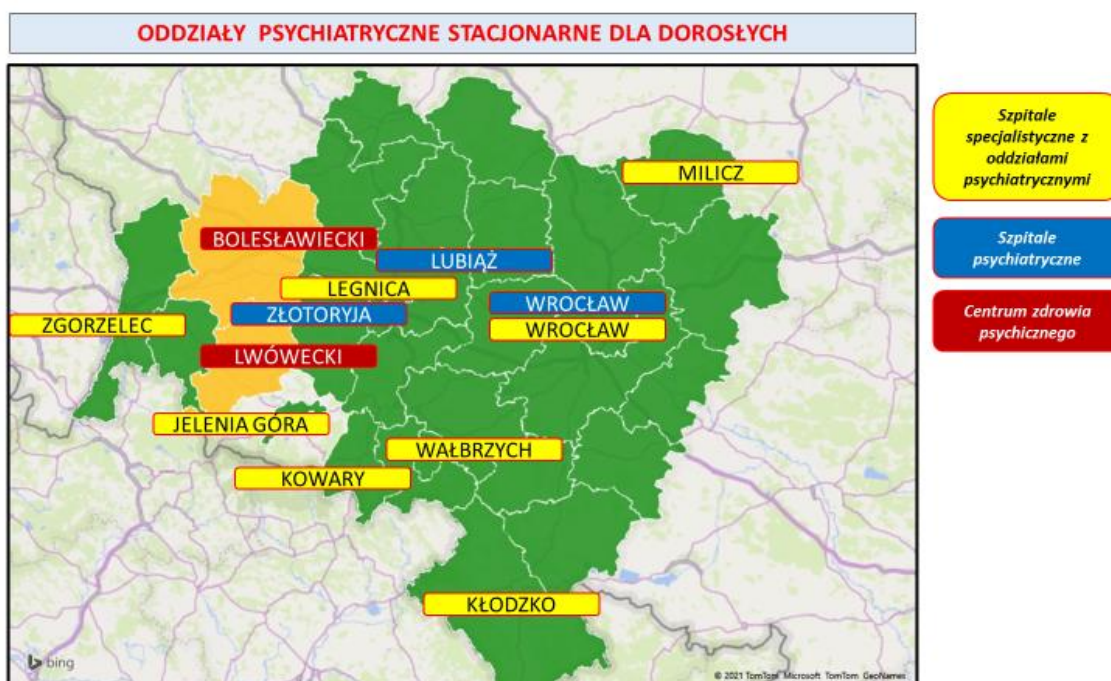 ODDZIAŁY PSYCHIATRYCZNE STACJONARNE DLA DOROSŁYCH
MILICZ
BOLESŁAWIECKI
LUBIĄŻ
LEGNICA
WROCŁAW
ZŁOTORYJA
ZGORZELEC
WROCŁAW
LWÓWECKI
JELENIA GÓRA
WAŁBRZYCH
KOWARY
KŁODZKO
bing
© 2021 TomTom, Microsoft, TomTom, GeoNames
Szpitale
specjalistyczne z
oddziałami
psychiatrycznymi
Szpitale
psychiatryczne
Centrum zdrowia
psychicznego